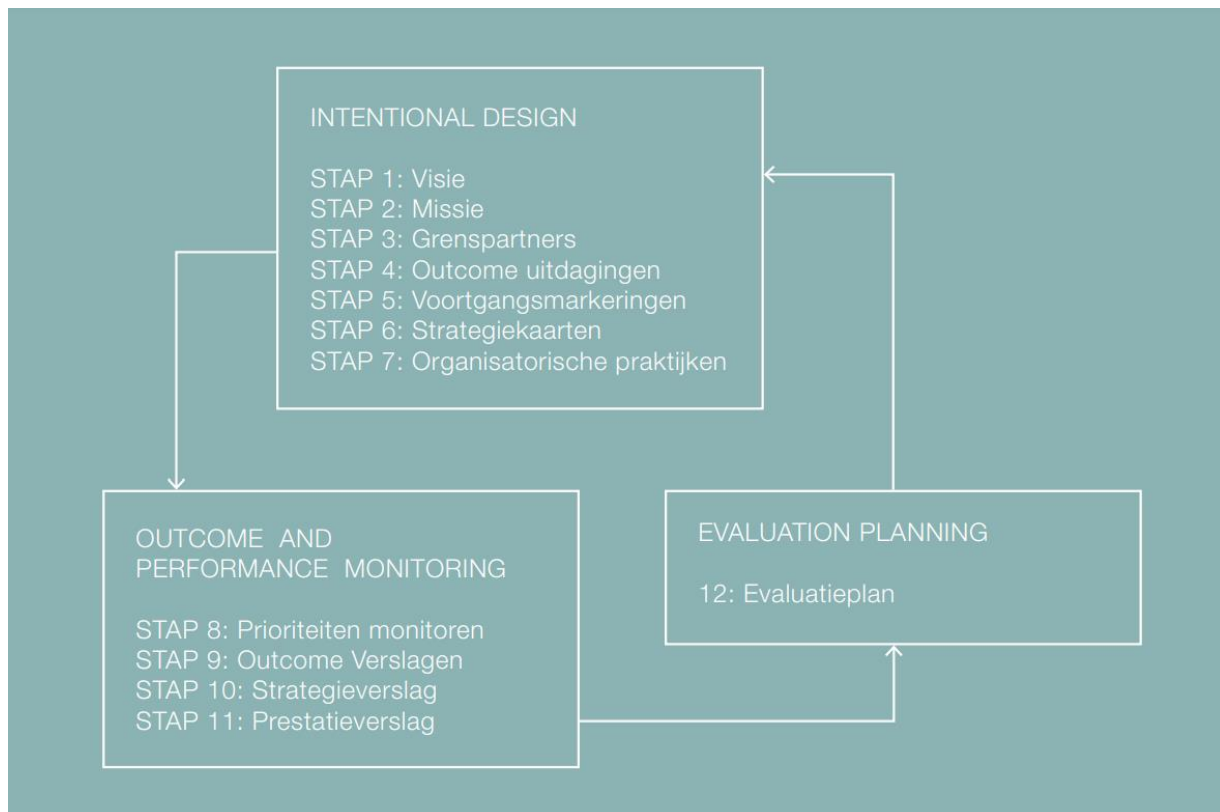 INTENTIONAL DESIGN
STAP 1: Visie
STAP 2: Missie
STAP 3: Grenspartners
STAP 4: Outcome uitdagingen
STAP 5: Voortgangsmarkeringen
STAP 6: Strategiekaarten
STAP 7: Organisatorische praktijken
OUTCOME AND
PERFORMANCE MONITORING
STAP 8: Prioriteiten monitoren
STAP 9: Outcome Verslagen
STAP 10: Strategieverslag
STAP 11: Prestatieverslag
EVALUATION PLANNING
12: Evaluatieplan